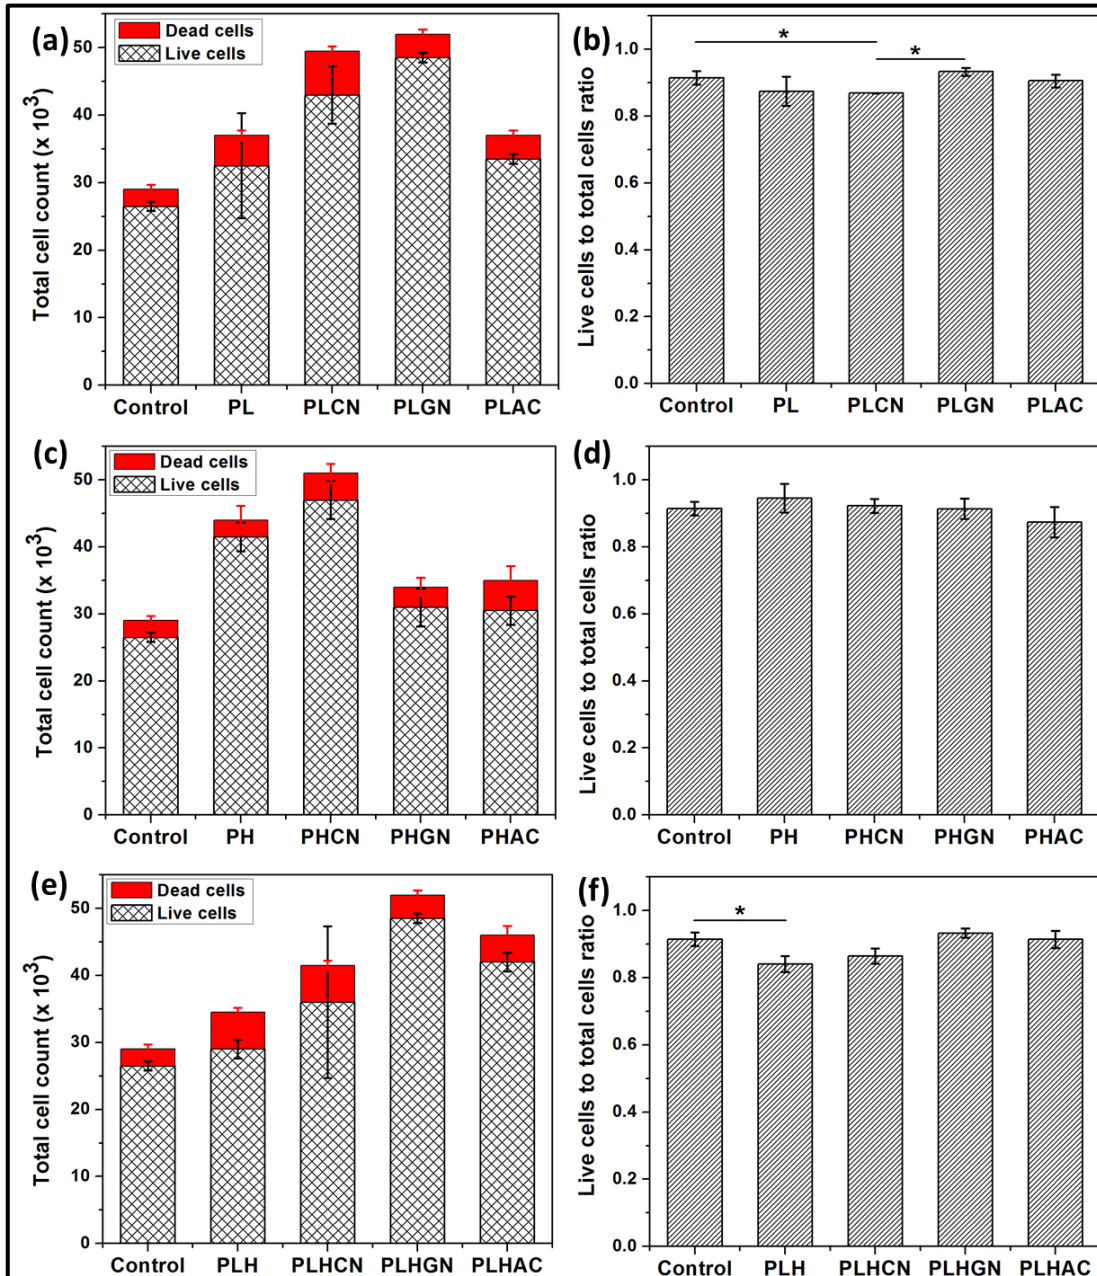 (a)
Dead cells
Live cells
Total cell count (x 10³)
50
40
30
20
10
0
Control PL PLCN PLGN PLAC
(b)
Live cells to total cells ratio
1.0
0.8
0.6
0.4
0.2
0.0
*
*
Control PL PLCN PLGN PLAC
(c)
Dead cells
Live cells
Total cell count (x 10³)
50
40
30
20
10
0
Control PH PHCN PHGN PHAC
(d)
Live cells to total cells ratio
1.0
0.8
0.6
0.4
0.2
0.0
Control PH PHCN PHGN PHAC
(e)
Dead cells
Live cells
Total cell count (x 10³)
50
40
30
20
10
0
Control PLH PLHCN PLHGN PLHAC
(f)
Live cells to total cells ratio
1.0
0.8
0.6
0.4
0.2
0.0
*
Control PLH PLHCN PLHGN PLHAC